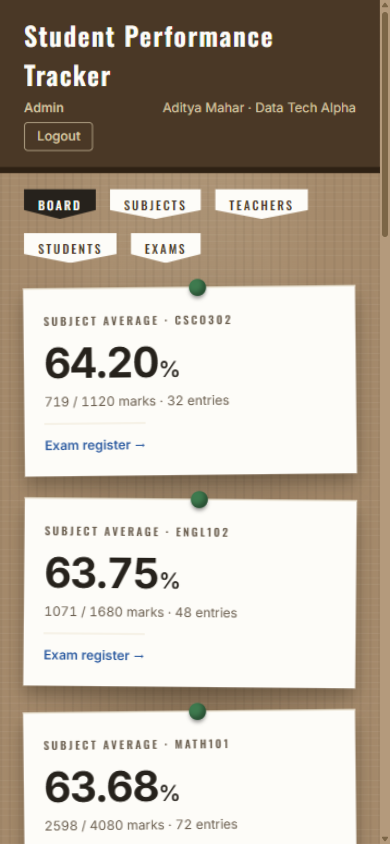 Student Performance
Tracker
Admin
Aditya Mahar · Data Tech Alpha
Logout
BOARD
SUBJECTS
TEACHERS
STUDENTS
EXAMS
SUBJECT AVERAGE · CSC0302
64.20%
719 / 1120 marks · 32 entries
Exam register →
SUBJECT AVERAGE · ENGL102
63.75%
1071 / 1680 marks · 48 entries
Exam register →
SUBJECT AVERAGE · MATH101
63.68%
2598 / 4080 marks · 72 entries